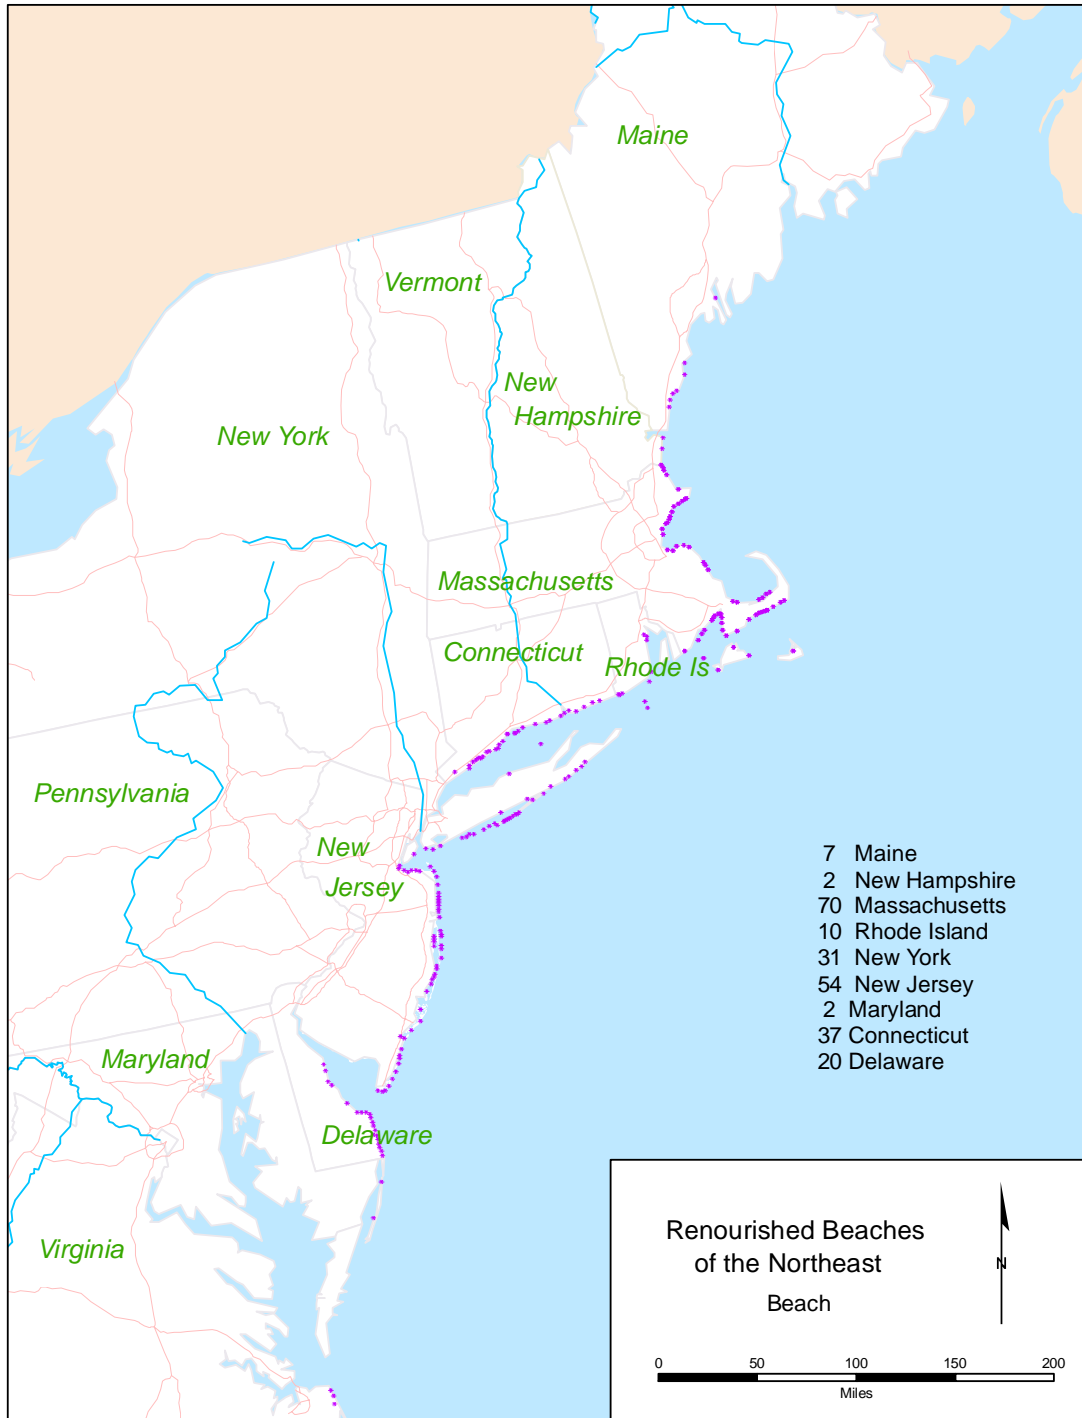 Maine
Vermont
New
Hampshire
New York
Massachusetts
Connecticut
Rhode Is
Pennsylvania
New
Jersey
7 Maine
2 New Hampshire
70 Massachusetts
10 Rhode Island
31 New York
54 New Jersey
2 Maryland
37 Connecticut
20 Delaware
Maryland
Delaware
Virginia
Renourished Beaches
of the Northeast
Beach
N
0 50 100 150 200
Miles